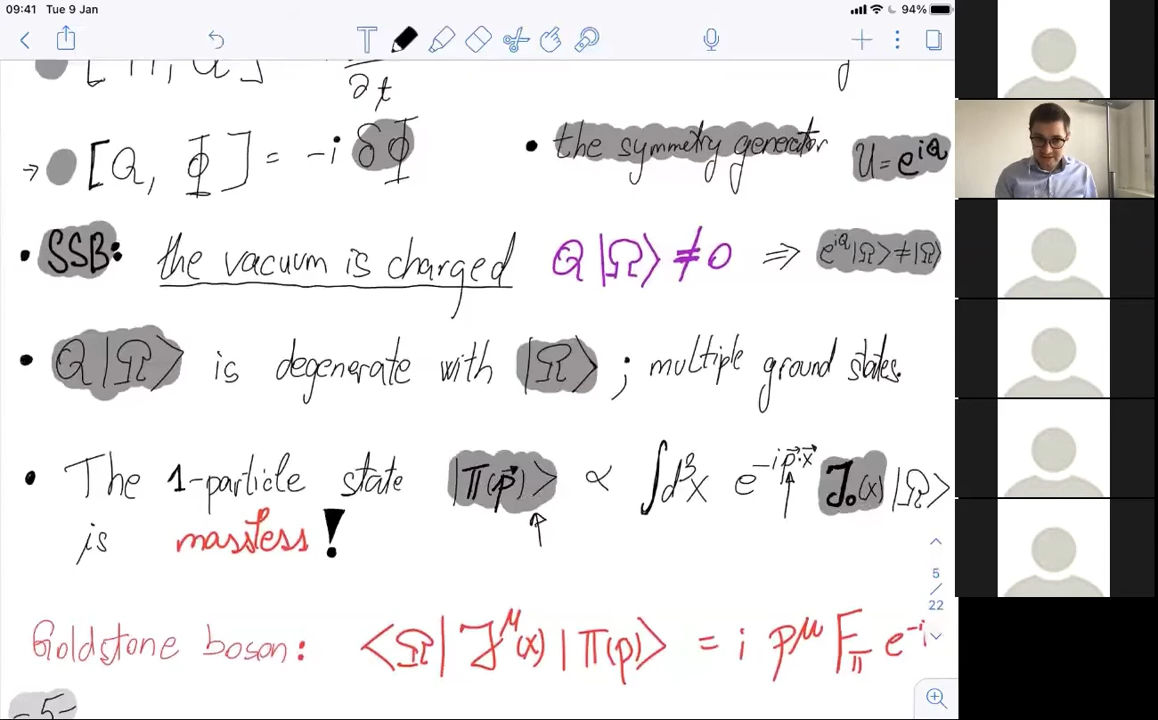 09:41 Tue 9 Jan 94%
[H, Q] ∂t
→ [Q, Φ] = -i δΦ
• the symmetry generator U = e^{iQ}
• SSB: the vacuum is charged Q|Ω⟩ ≠ 0 ⇒ e^{iQ}|Ω⟩≠|Ω⟩
• Q|Ω⟩ is degenerate with |Ω⟩ ; multiple ground states.
• The 1-particle state |π(p⃗)⟩ ∝ ∫d³x e^{-ip⃗·x⃗} J₀(x)|Ω⟩
is massless!
5
/
22
Goldstone boson: ⟨Ω| J^μ(x) |π(p)⟩ = i p^μ F_π e^{-i
-5-